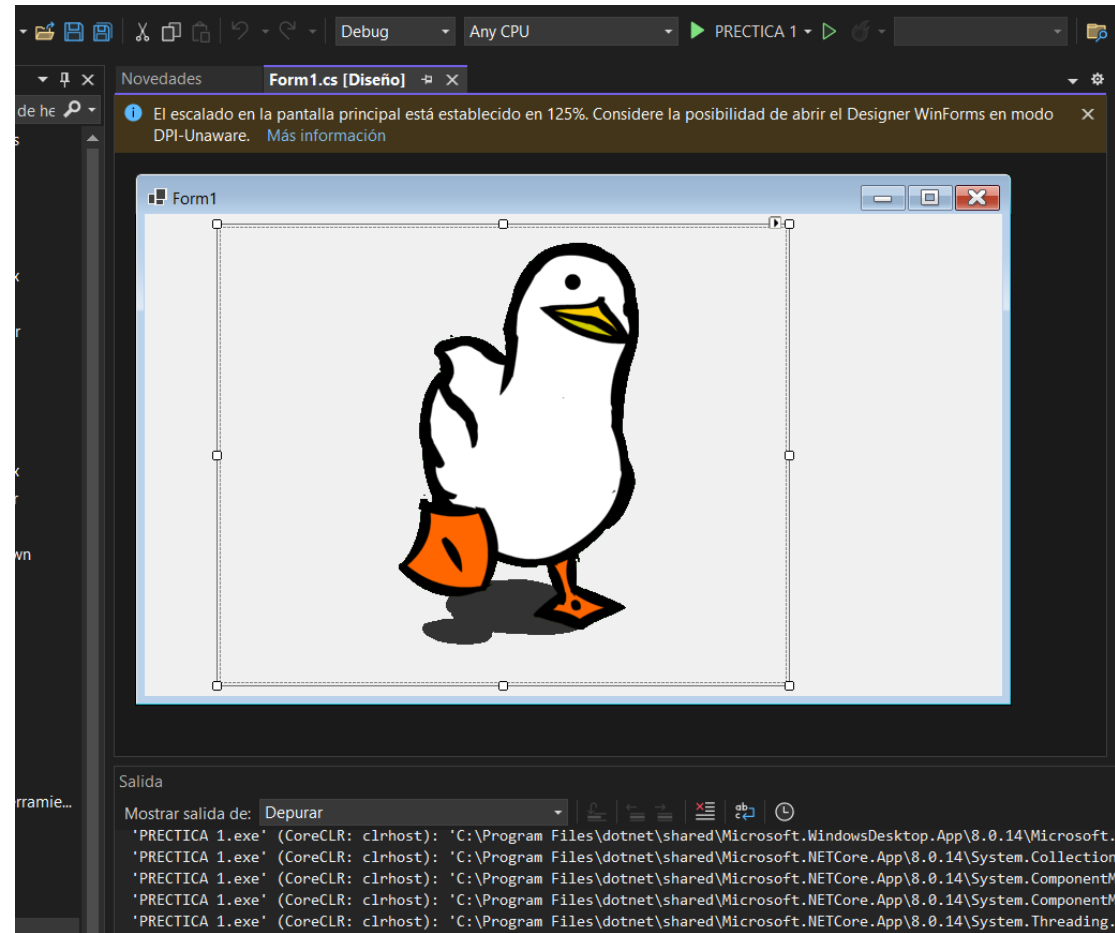 Debug Any CPU PRECTICA 1
Novedades Form1.cs [Diseño]
de he
El escalado en la pantalla principal está establecido en 125%. Considere la posibilidad de abrir el Designer WinForms en modo
DPI-Unaware. Más información
s
Form1
x
r
x
r
wn
erramie...
Salida
Mostrar salida de: Depurar
'PRECTICA 1.exe' (CoreCLR: clrhost): 'C:\Program Files\dotnet\shared\Microsoft.WindowsDesktop.App\8.0.14\Microsoft.
'PRECTICA 1.exe' (CoreCLR: clrhost): 'C:\Program Files\dotnet\shared\Microsoft.NETCore.App\8.0.14\System.Collection
'PRECTICA 1.exe' (CoreCLR: clrhost): 'C:\Program Files\dotnet\shared\Microsoft.NETCore.App\8.0.14\System.ComponentM
'PRECTICA 1.exe' (CoreCLR: clrhost): 'C:\Program Files\dotnet\shared\Microsoft.NETCore.App\8.0.14\System.ComponentM
'PRECTICA 1.exe' (CoreCLR: clrhost): 'C:\Program Files\dotnet\shared\Microsoft.NETCore.App\8.0.14\System.Threading.